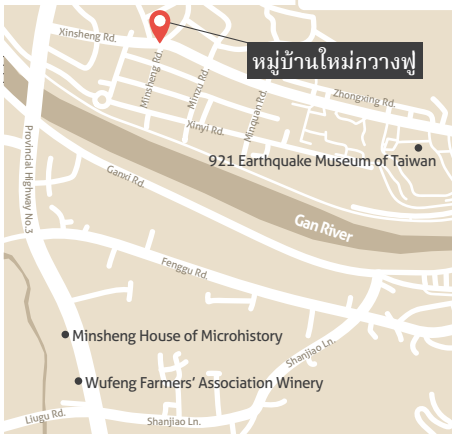 Xinsheng Rd.
หมู่บ้านใหม่กวางฟู
Minsheng Rd.
Minzu Rd.
Minquan Rd.
Zhongxing Rd.
Xinyi Rd.
Provindal Highway No.3
921 Earthquake Museum of Taiwan
Ganxi Rd.
Gan River
Fenggu Rd.
Minsheng House of Microhistory
Shanjiao Ln.
Wufeng Farmers' Association Winery
Liugu Rd.
Shanjiao Ln.